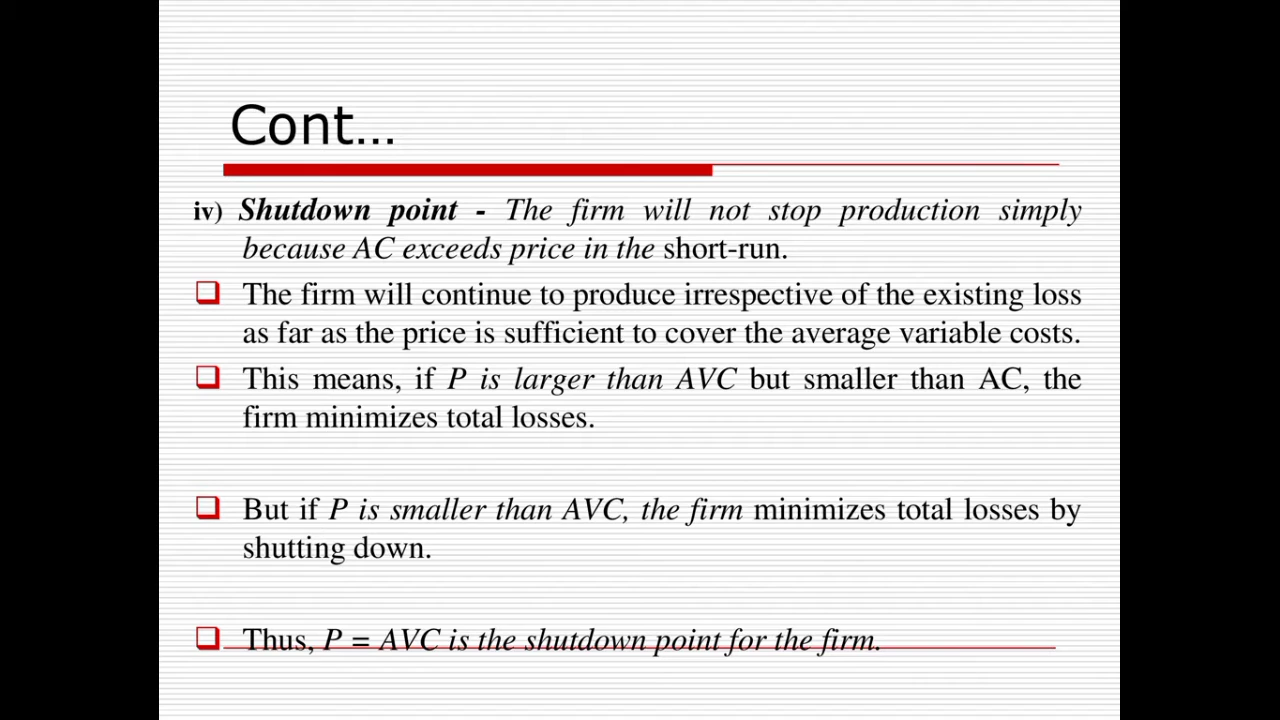 Cont…
iv) Shutdown point - The firm will not stop production simply
because AC exceeds price in the short-run.
The firm will continue to produce irrespective of the existing loss
as far as the price is sufficient to cover the average variable costs.
This means, if P is larger than AVC but smaller than AC, the
firm minimizes total losses.
But if P is smaller than AVC, the firm minimizes total losses by
shutting down.
Thus, P = AVC is the shutdown point for the firm.